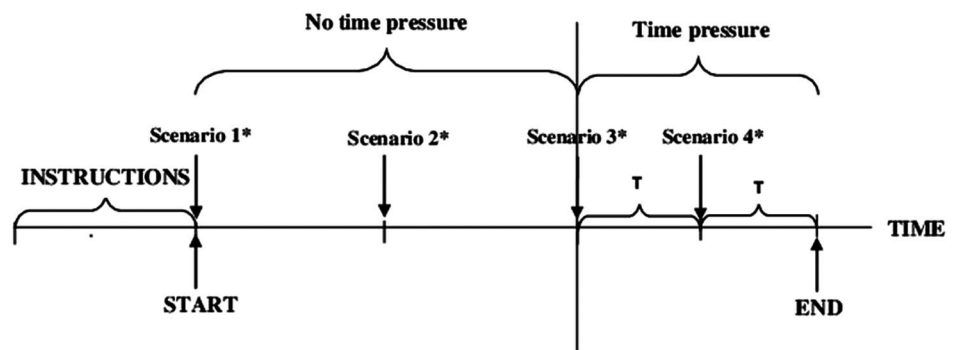 No time pressure
Time pressure
Scenario 1*
Scenario 2*
Scenario 3*
Scenario 4*
INSTRUCTIONS
T
T
TIME
START
END